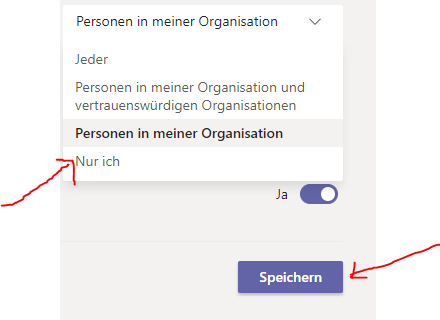 Personen in meiner Organisation
Jeder
Personen in meiner Organisation und
vertrauenswürdigen Organisationen
Personen in meiner Organisation
Nur ich
Ja
Speichern